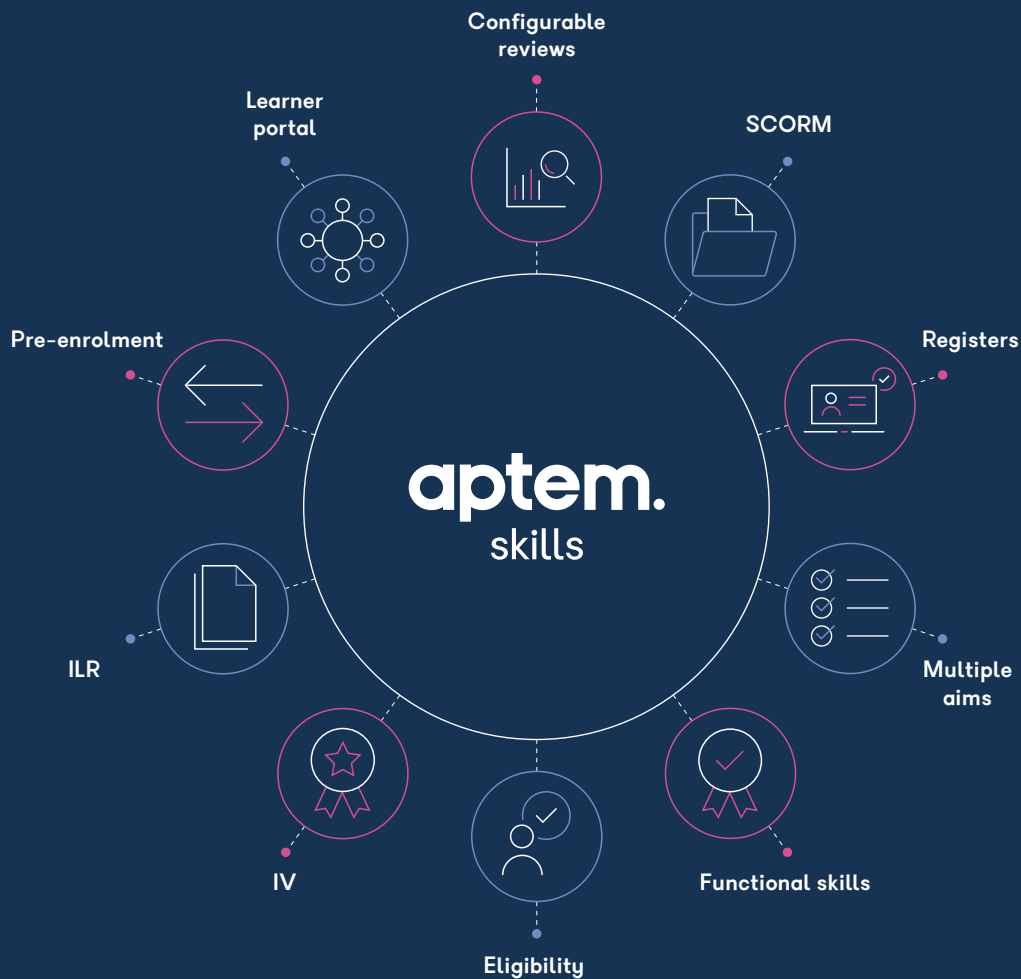 Configurable
reviews
Learner
portal
SCORM
Pre-enrolment
Registers
aptem.
skills
ILR
Multiple
aims
IV
Functional skills
Eligibility